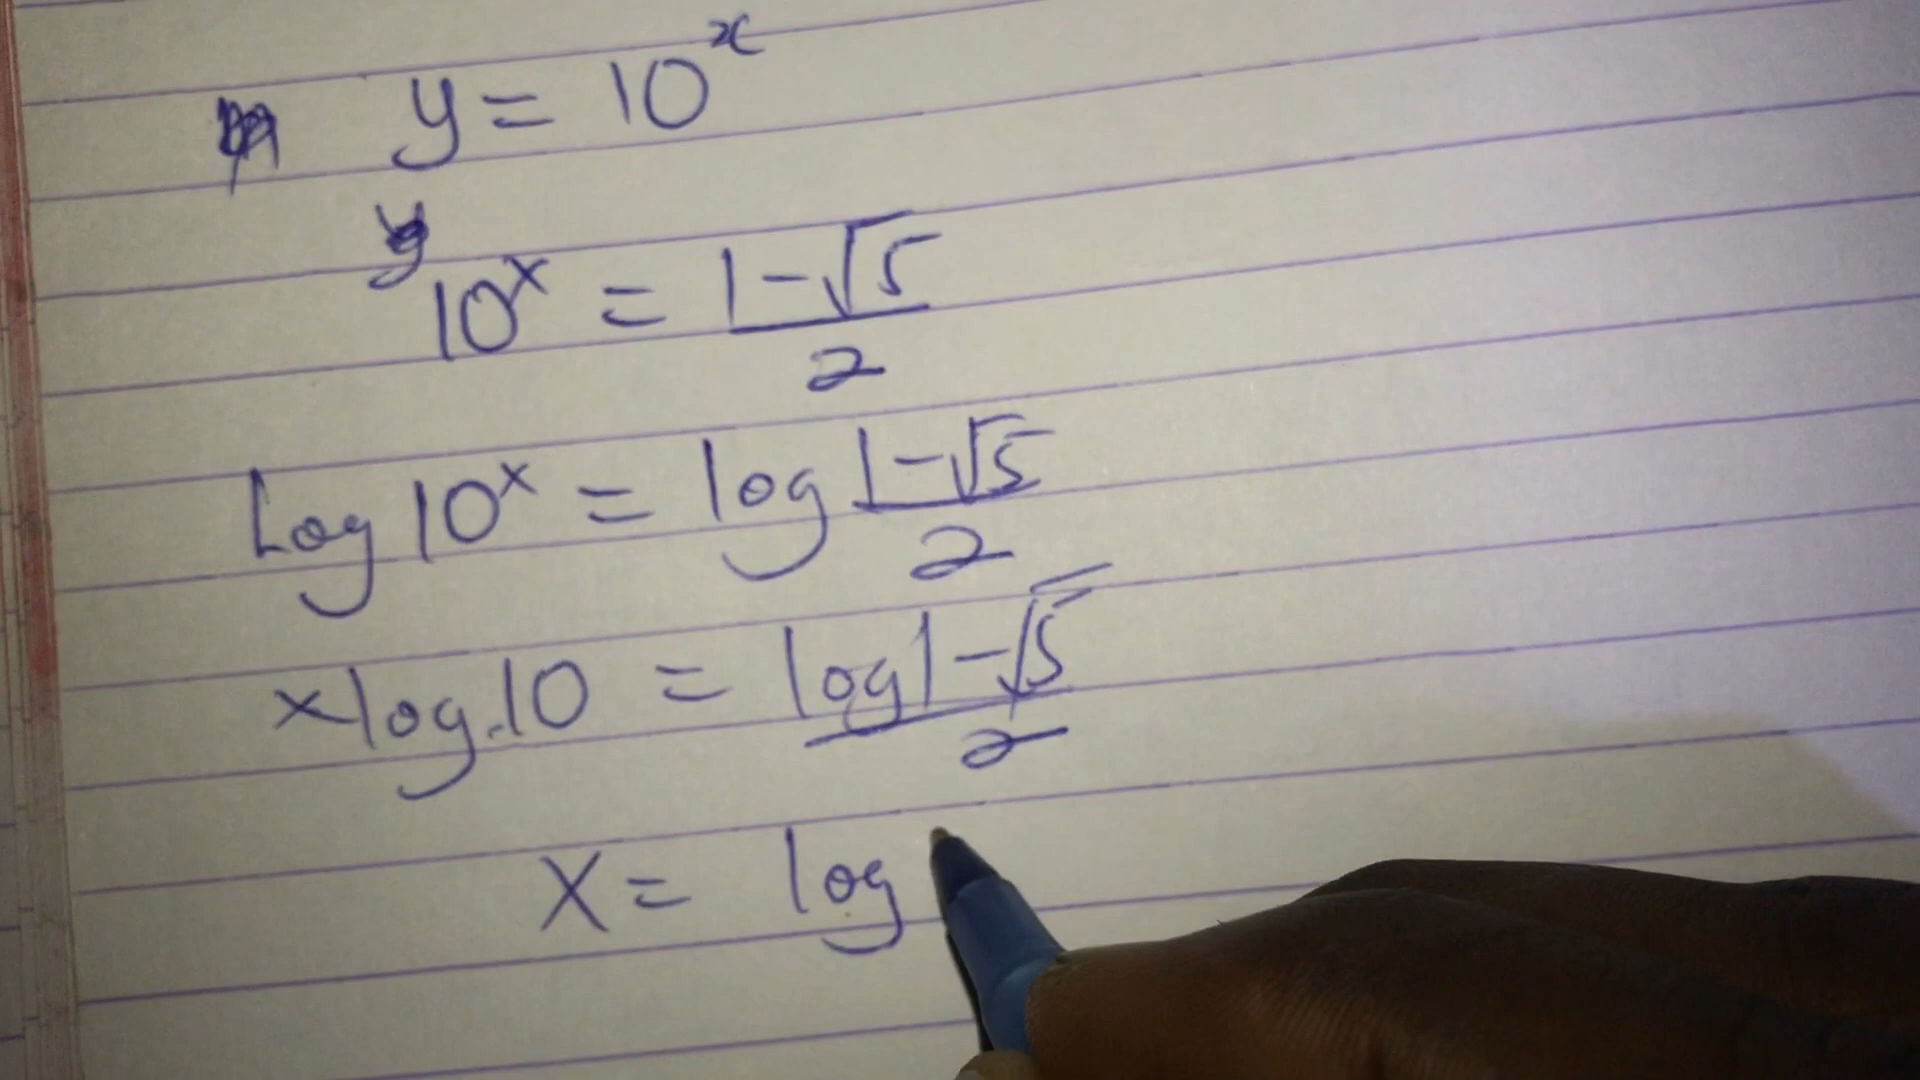 y = 10^x
10^x = (1-√5)/2
Log 10^x = log (1-√5)/2
x log.10 = (log 1-√5)/2
x = log